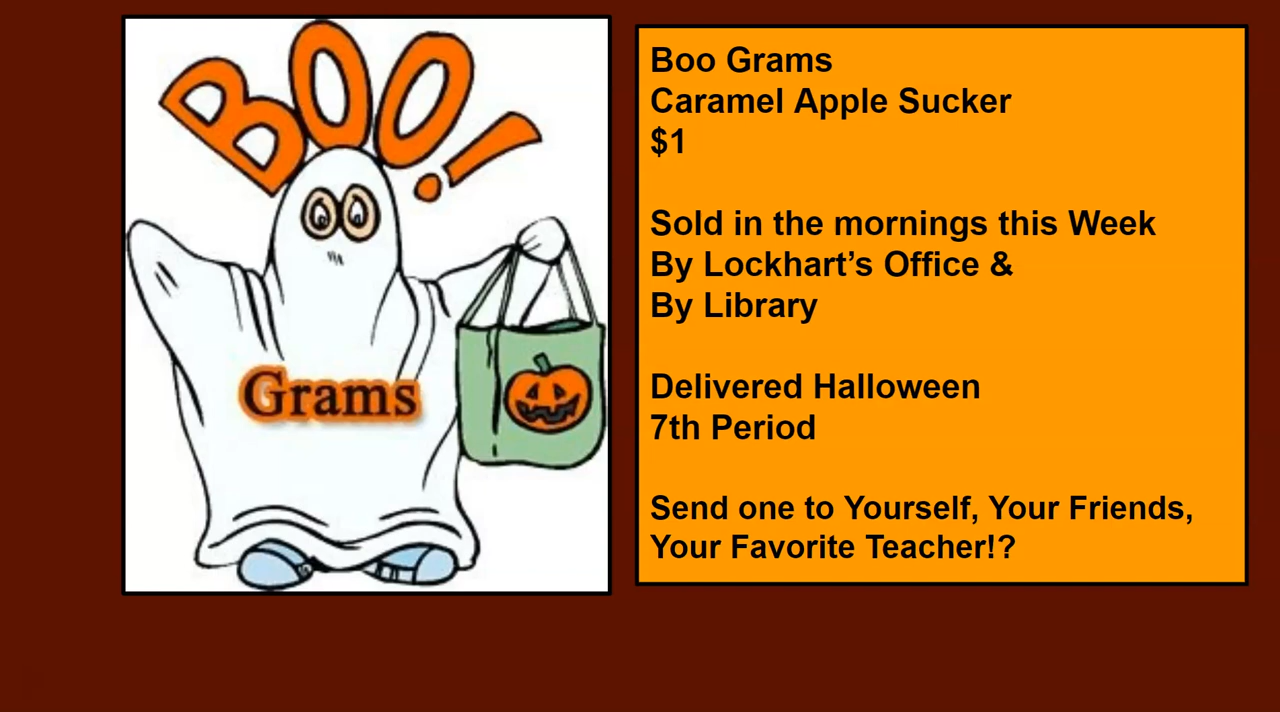 BOO!
Grams
Boo Grams
Caramel Apple Sucker
$1
Sold in the mornings this Week
By Lockhart’s Office &
By Library
Delivered Halloween
7th Period
Send one to Yourself, Your Friends,
Your Favorite Teacher!?